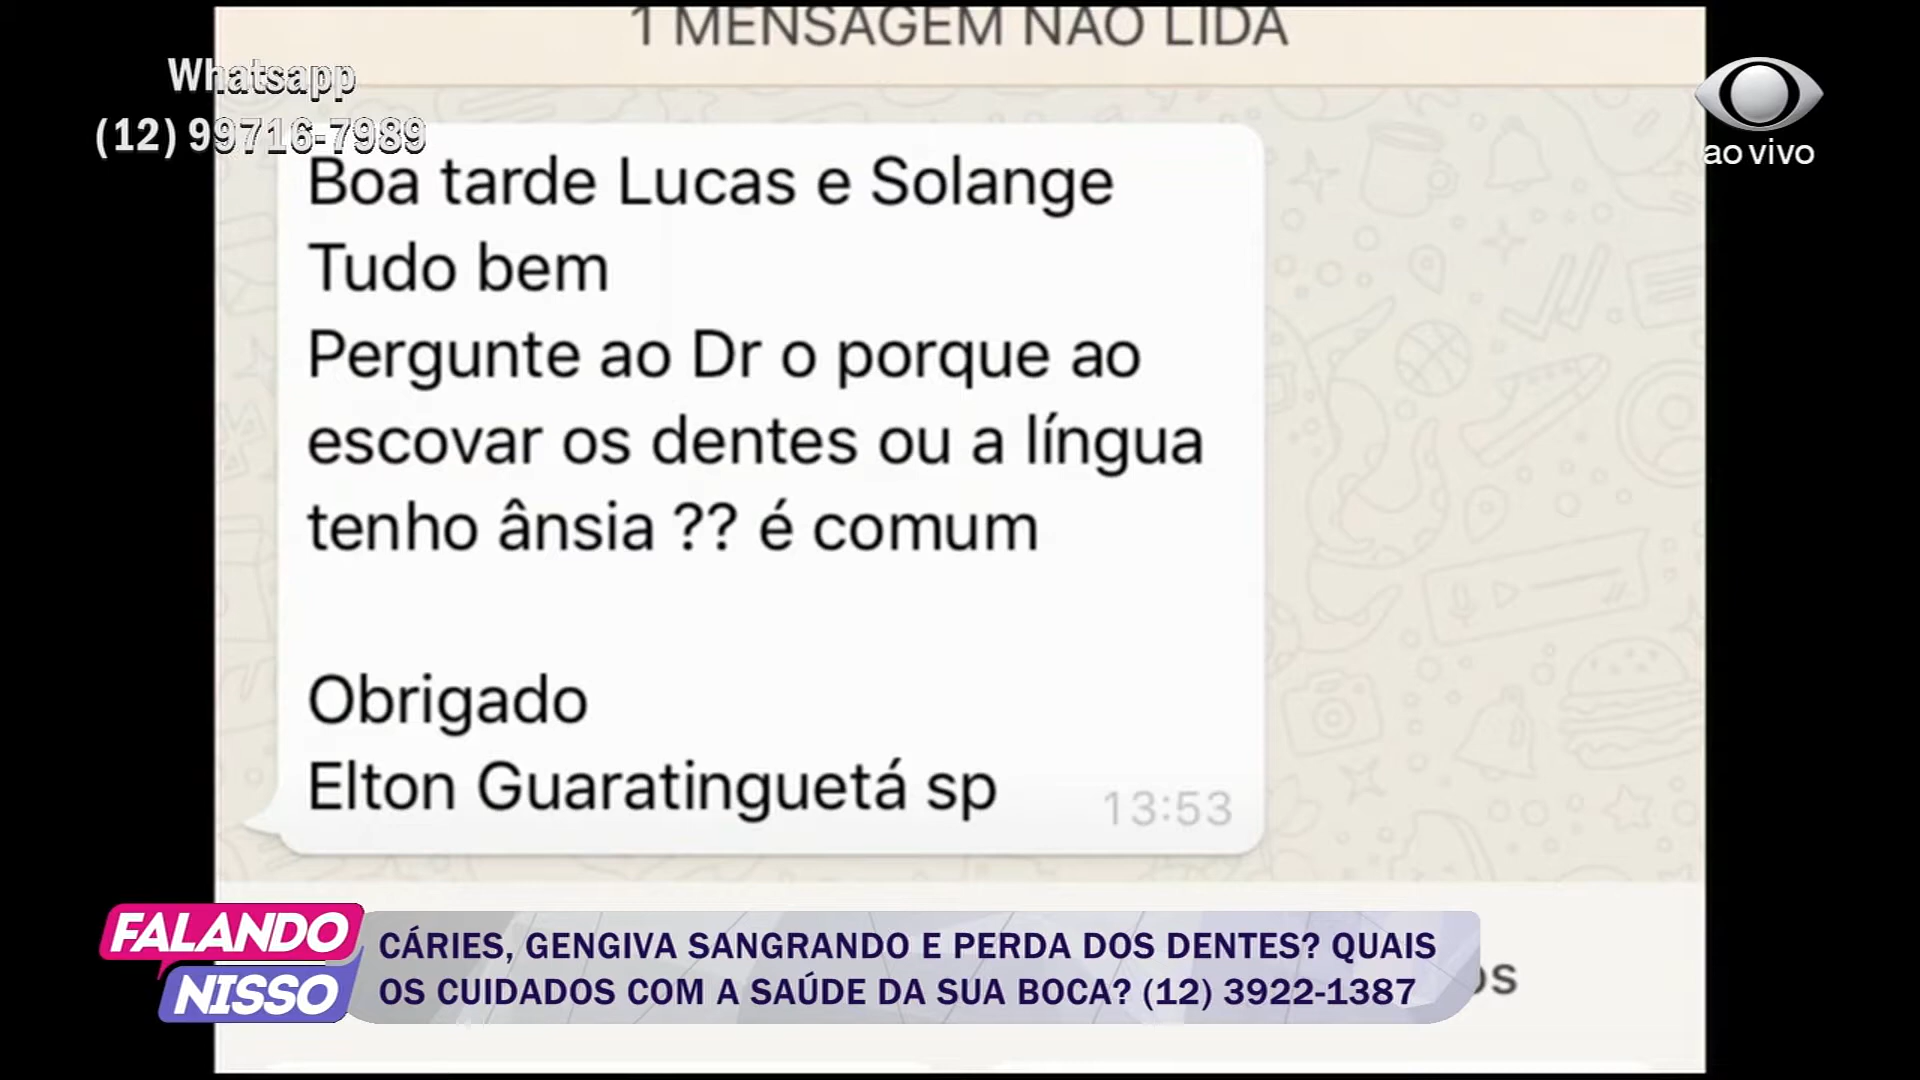 1 MENSAGEM NÃO LIDA
Whatsapp
(12) 99716-7989
ao vivo
Boa tarde Lucas e Solange
Tudo bem
Pergunte ao Dr o porque ao
escovar os dentes ou a língua
tenho ânsia ?? é comum
Obrigado
Elton Guaratinguetá sp
13:53
FALANDO
NISSO
CÁRIES, GENGIVA SANGRANDO E PERDA DOS DENTES? QUAIS
OS CUIDADOS COM A SAÚDE DA SUA BOCA? (12) 3922-1387